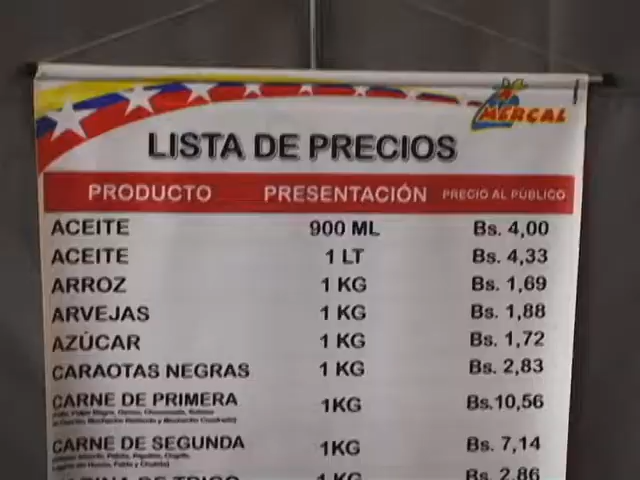 MERCAL
LISTA DE PRECIOS
PRODUCTO PRESENTACIÓN PRECIO AL PÚBLICO
ACEITE 900 ML Bs. 4,00
ACEITE 1 LT Bs. 4,33
ARROZ 1 KG Bs. 1,69
ARVEJAS 1 KG Bs. 1,88
AZÚCAR 1 KG Bs. 1,72
CARAOTAS NEGRAS 1 KG Bs. 2,83
CARNE DE PRIMERA 1KG Bs.10,56
CARNE DE SEGUNDA 1KG Bs. 7,14
1 KG Bs. 2,86